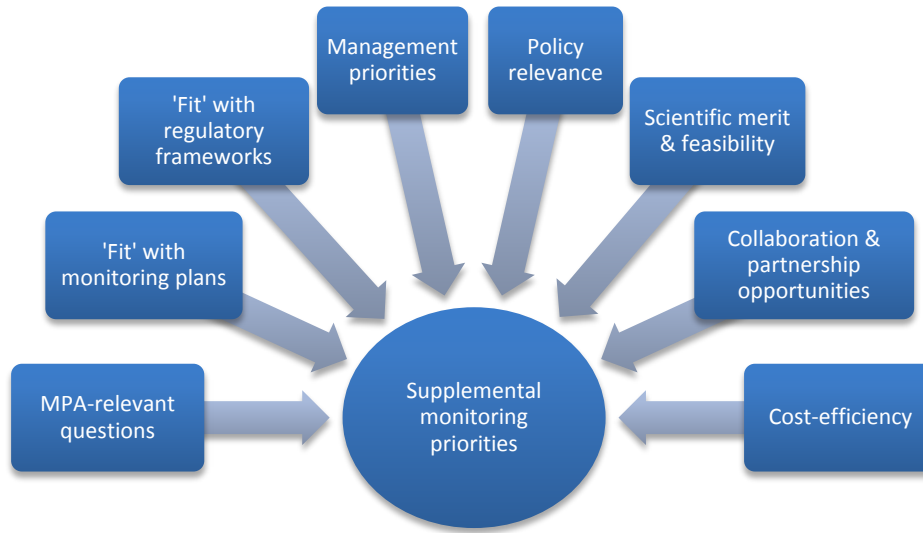 Management
priorities
Policy
relevance
'Fit' with
regulatory
frameworks
Scientific merit
& feasibility
'Fit' with
monitoring plans
Collaboration &
partnership
opportunities
MPA-relevant
questions
Supplemental
monitoring
priorities
Cost-efficiency